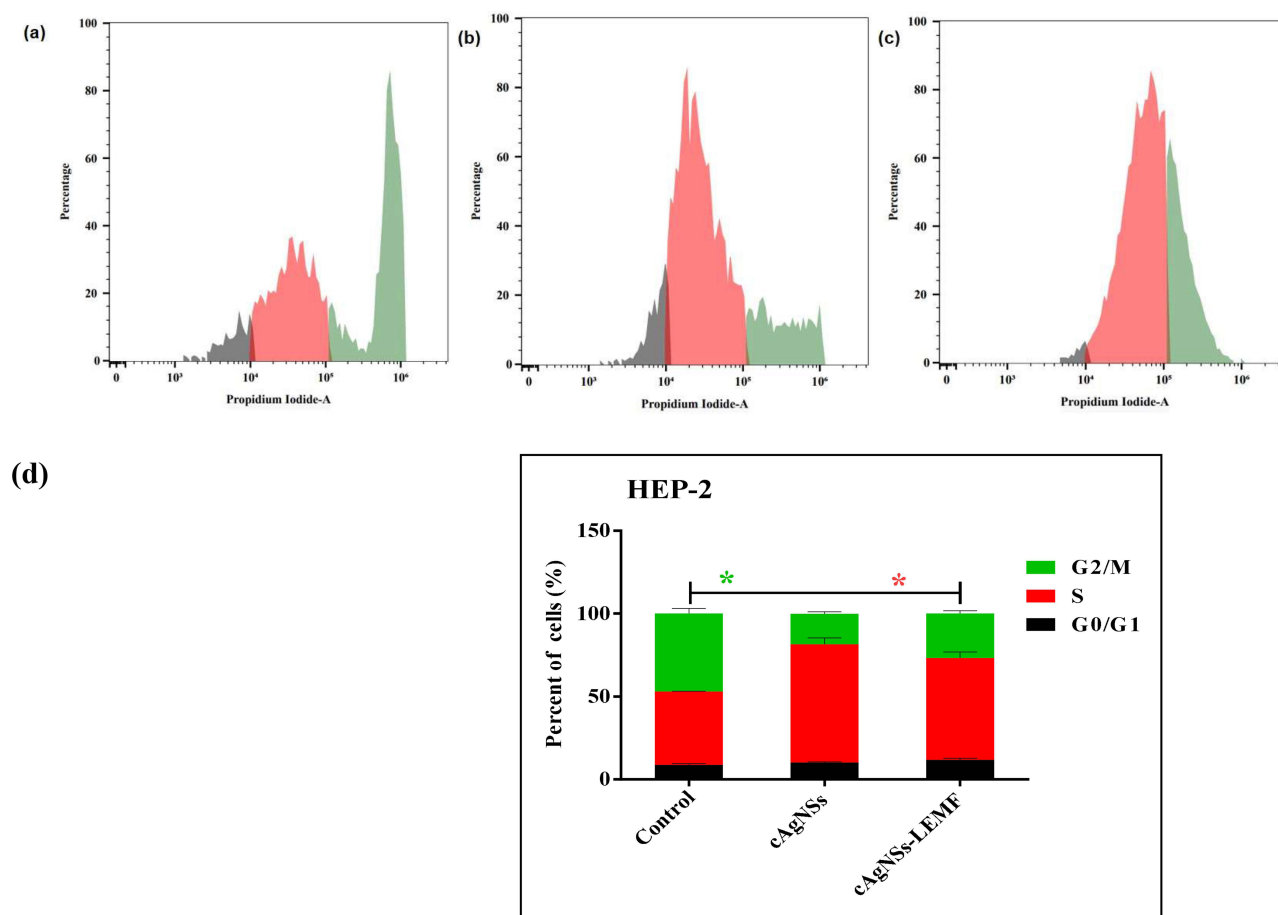 (a)
100
80
60
40
20
0
Percentage
0 10³ 10⁴ 10⁵ 10⁶
Propidium Iodide-A
(b)
100
80
60
40
20
0
Percentage
0 10³ 10⁴ 10⁵ 10⁶
Propidium Iodide-A
(c)
100
80
60
40
20
0
Percentage
0 10³ 10⁴ 10⁵ 10⁶
Propidium Iodide-A
(d)
HEP-2
150
100
50
0
Percent of cells (%)
* *
G2/M
S
G0/G1
Control
cAgNSs
cAgNSs-LEMF